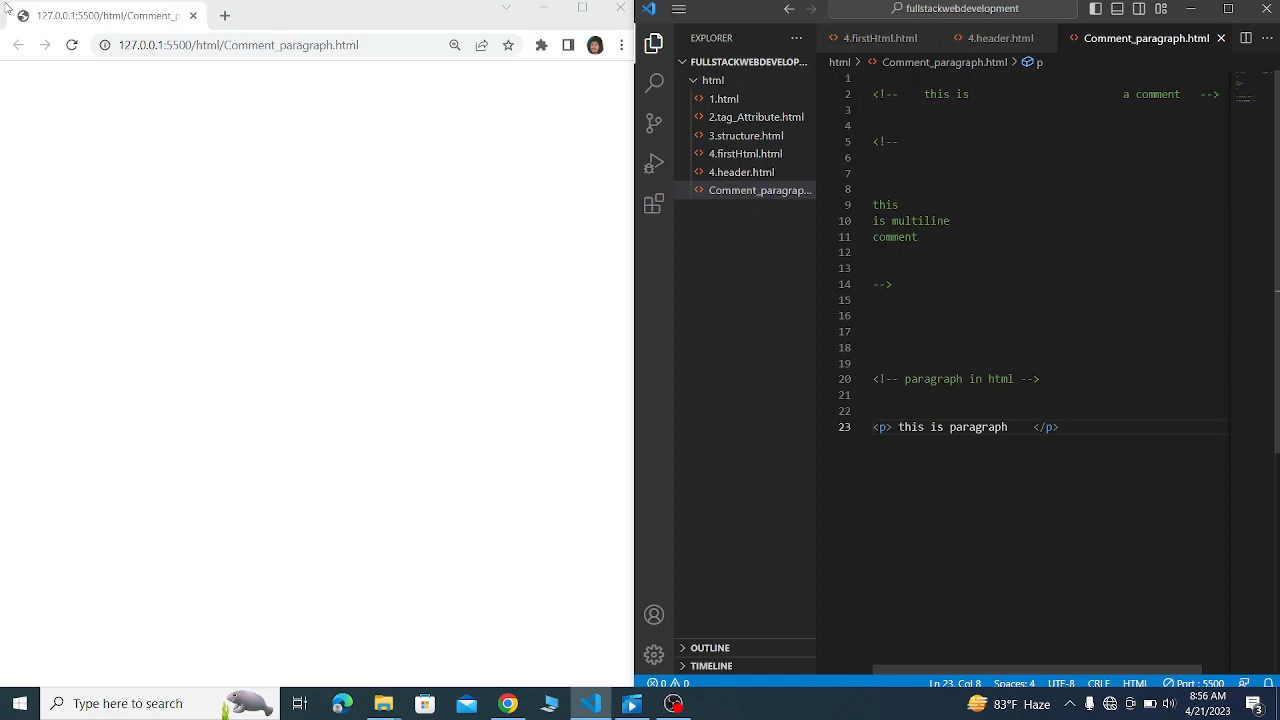 127.0.0.1:5500/html/Comment_p
127.0.0.1:5500/html/Comment_paragraph.html
fullstackwebdevelopment
EXPLORER
4.firstHtml.html
4.header.html
Comment_paragraph.html
FULLSTACKWEBDEVELOP...
html
1.html
2.tag_Attribute.html
3.structure.html
4.firstHtml.html
4.header.html
Comment_paragrap...
html > Comment_paragraph.html > p
1
2 <!-- this is a comment -->
3
4
5 <!--
6
7
8
9 this
10 is multiline
11 comment
12
13
14 -->
15
16
17
18
19
20 <!-- paragraph in html -->
21
22
23 <p> this is paragraph </p>
OUTLINE
TIMELINE
0 0 Ln 23, Col 8 Spaces: 4 UTF-8 CRLF HTML Port : 5500
Type here to search
83°F Haze
8:56 AM
4/21/2023
3